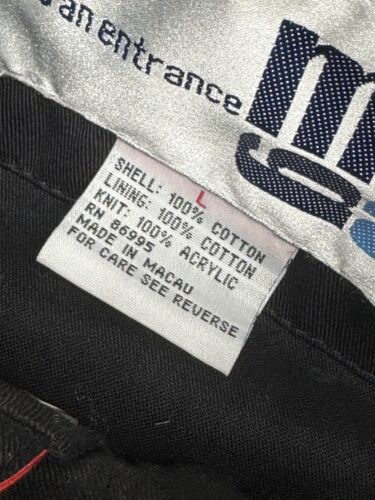 an entrance
L
SHELL: 100% COTTON
LINING: 100% COTTON
KNIT: 100% ACRYLIC
RN 86995
MADE IN MACAU
FOR CARE SEE REVERSE